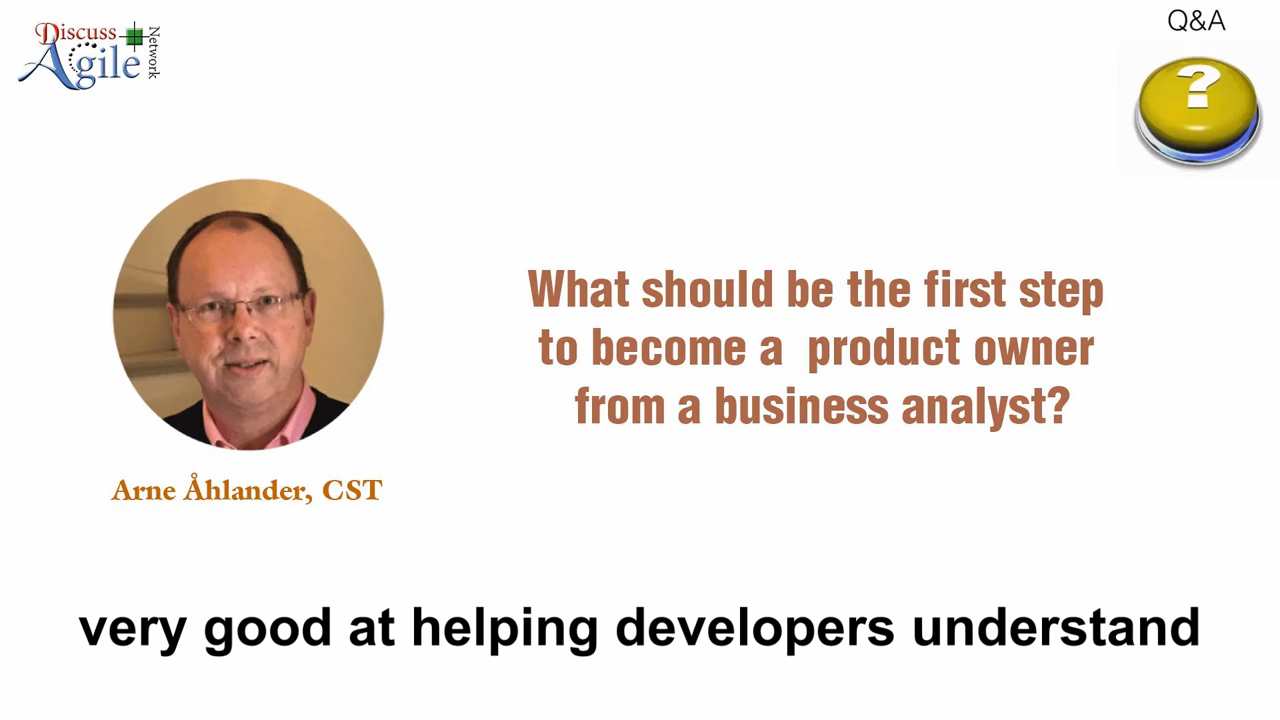 Discuss
Agile
Network
Q&A
?
What should be the first step
to become a product owner
from a business analyst?
Arne Åhlander, CST
very good at helping developers understand